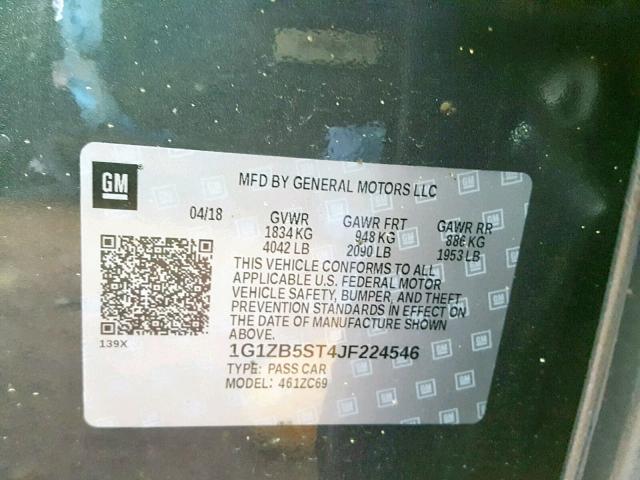 GM
MFD BY GENERAL MOTORS LLC
04/18 GVWR GAWR FRT GAWR RR
1834 KG 948 KG 886 KG
4042 LB 2090 LB 1953 LB
THIS VEHICLE CONFORMS TO ALL
APPLICABLE U.S. FEDERAL MOTOR
VEHICLE SAFETY, BUMPER, AND THEFT
PREVENTION STANDARDS IN EFFECT ON
THE DATE OF MANUFACTURE SHOWN
ABOVE.
139X
1G1ZB5ST4JF224546
TYPE: PASS CAR
MODEL: 461ZC69